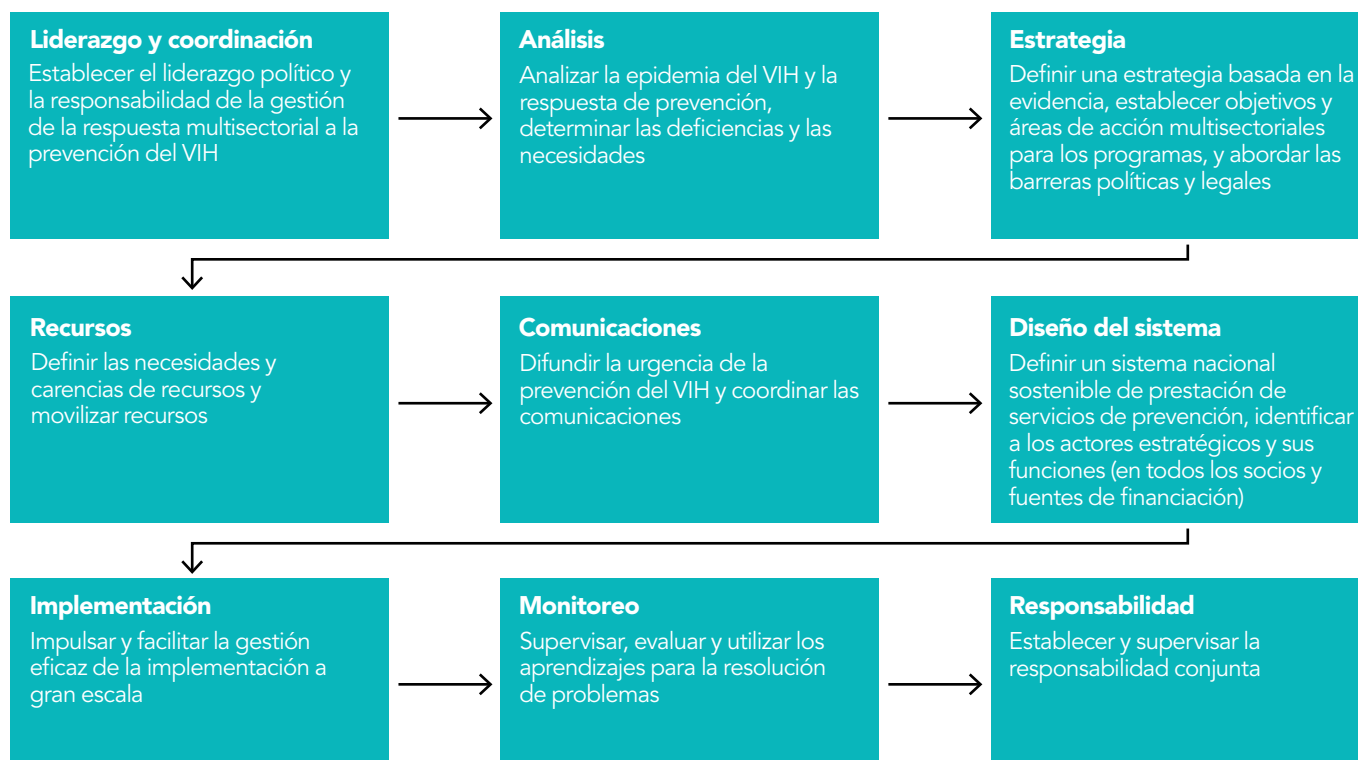 Liderazgo y coordinación
Establecer el liderazgo político y
la responsabilidad de la gestión
de la respuesta multisectorial a la
prevención del VIH
Análisis
Analizar la epidemia del VIH y la
respuesta de prevención,
determinar las deficiencias y las
necesidades
Estrategia
Definir una estrategia basada en la
evidencia, establecer objetivos y
áreas de acción multisectoriales
para los programas, y abordar las
barreras políticas y legales
Recursos
Definir las necesidades y
carencias de recursos y
movilizar recursos
Comunicaciones
Difundir la urgencia de la
prevención del VIH y coordinar las
comunicaciones
Diseño del sistema
Definir un sistema nacional
sostenible de prestación de
servicios de prevención, identificar
a los actores estratégicos y sus
funciones (en todos los socios y
fuentes de financiación)
Implementación
Impulsar y facilitar la gestión
eficaz de la implementación a
gran escala
Monitoreo
Supervisar, evaluar y utilizar los
aprendizajes para la resolución
de problemas
Responsabilidad
Establecer y supervisar la
responsabilidad conjunta